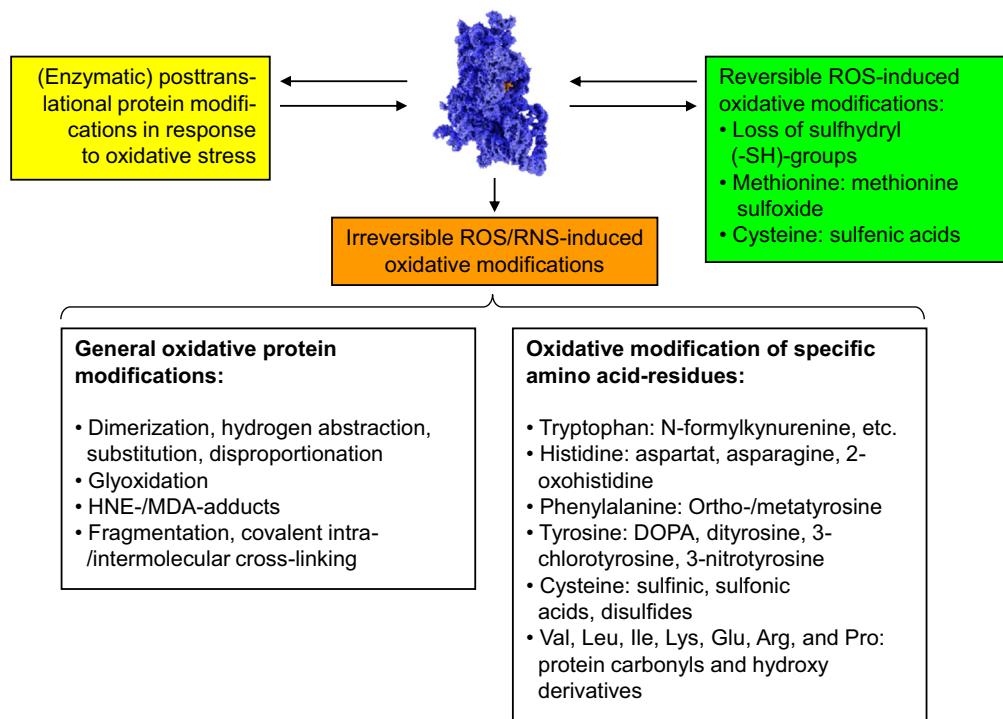 (Enzymatic) posttrans-
lational protein modifi-
cations in response
to oxidative stress
Reversible ROS-induced
oxidative modifications:
• Loss of sulfhydryl
(-SH)-groups
• Methionine: methionine
sulfoxide
• Cysteine: sulfenic acids
Irreversible ROS/RNS-induced
oxidative modifications
General oxidative protein
modifications:
• Dimerization, hydrogen abstraction,
substitution, disproportionation
• Glyoxidation
• HNE-/MDA-adducts
• Fragmentation, covalent intra-
/intermolecular cross-linking
Oxidative modification of specific
amino acid-residues:
• Tryptophan: N-formylkynurenine, etc.
• Histidine: aspartat, asparagine, 2-
oxohistidine
• Phenylalanine: Ortho-/metatyrosine
• Tyrosine: DOPA, dityrosine, 3-
chlorotyrosine, 3-nitrotyrosine
• Cysteine: sulfinic, sulfonic
acids, disulfides
• Val, Leu, Ile, Lys, Glu, Arg, and Pro:
protein carbonyls and hydroxy
derivatives